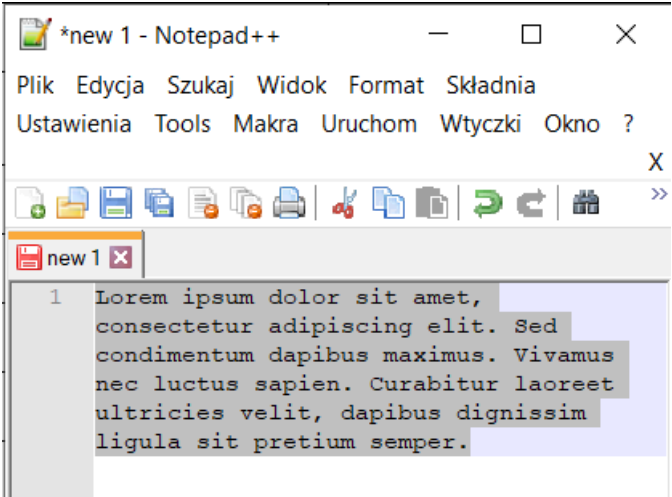 *new 1 - Notepad++
Plik Edycja Szukaj Widok Format Składnia
Ustawienia Tools Makra Uruchom Wtyczki Okno ?
X
new 1
1 Lorem ipsum dolor sit amet,
consectetur adipiscing elit. Sed
condimentum dapibus maximus. Vivamus
nec luctus sapien. Curabitur laoreet
ultricies velit, dapibus dignissim
ligula sit pretium semper.